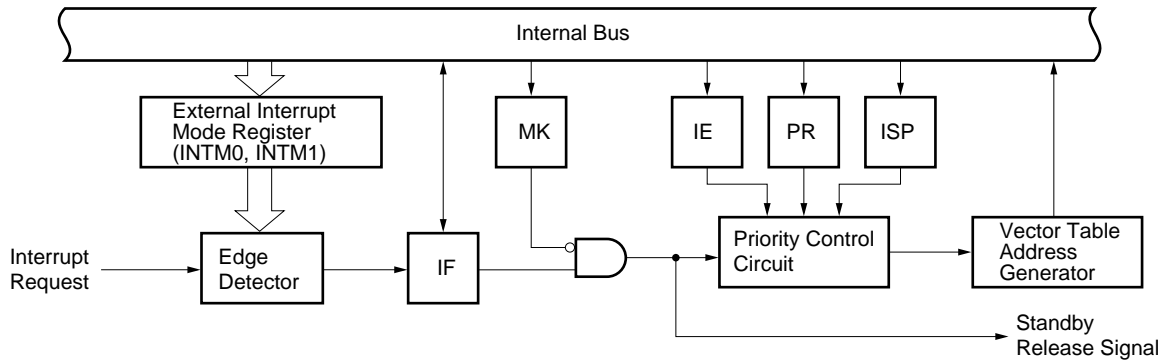 Internal Bus
External Interrupt
Mode Register
(INTM0, INTM1)
MK
IE
PR
ISP
Interrupt
Request
Edge
Detector
IF
Priority Control
Circuit
Vector Table
Address
Generator
Standby
Release Signal